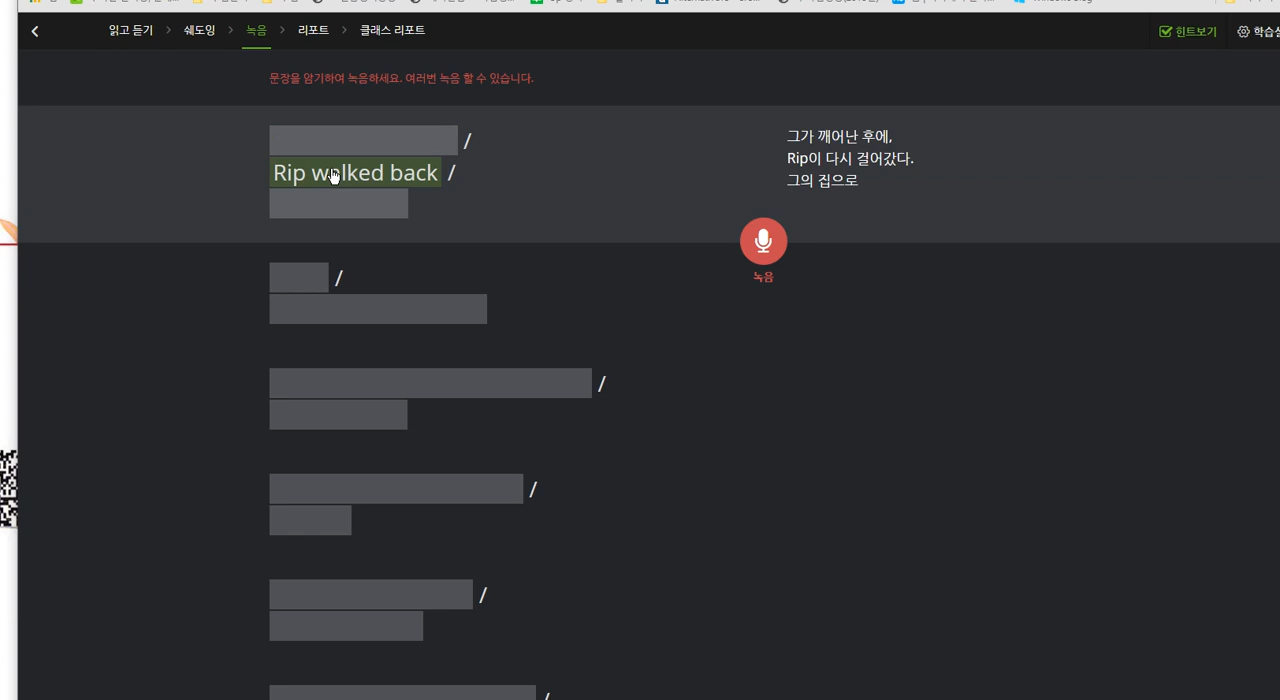 읽고 듣기 > 쉐도잉 > 녹음 > 리포트 > 클래스 리포트
힌트보기
문장을 암기하여 녹음하세요. 여러번 녹음 할 수 있습니다.
/
Rip walked back /
그가 깨어난 후에,
Rip이 다시 걸어갔다.
그의 집으로
녹음
/
/
/
/